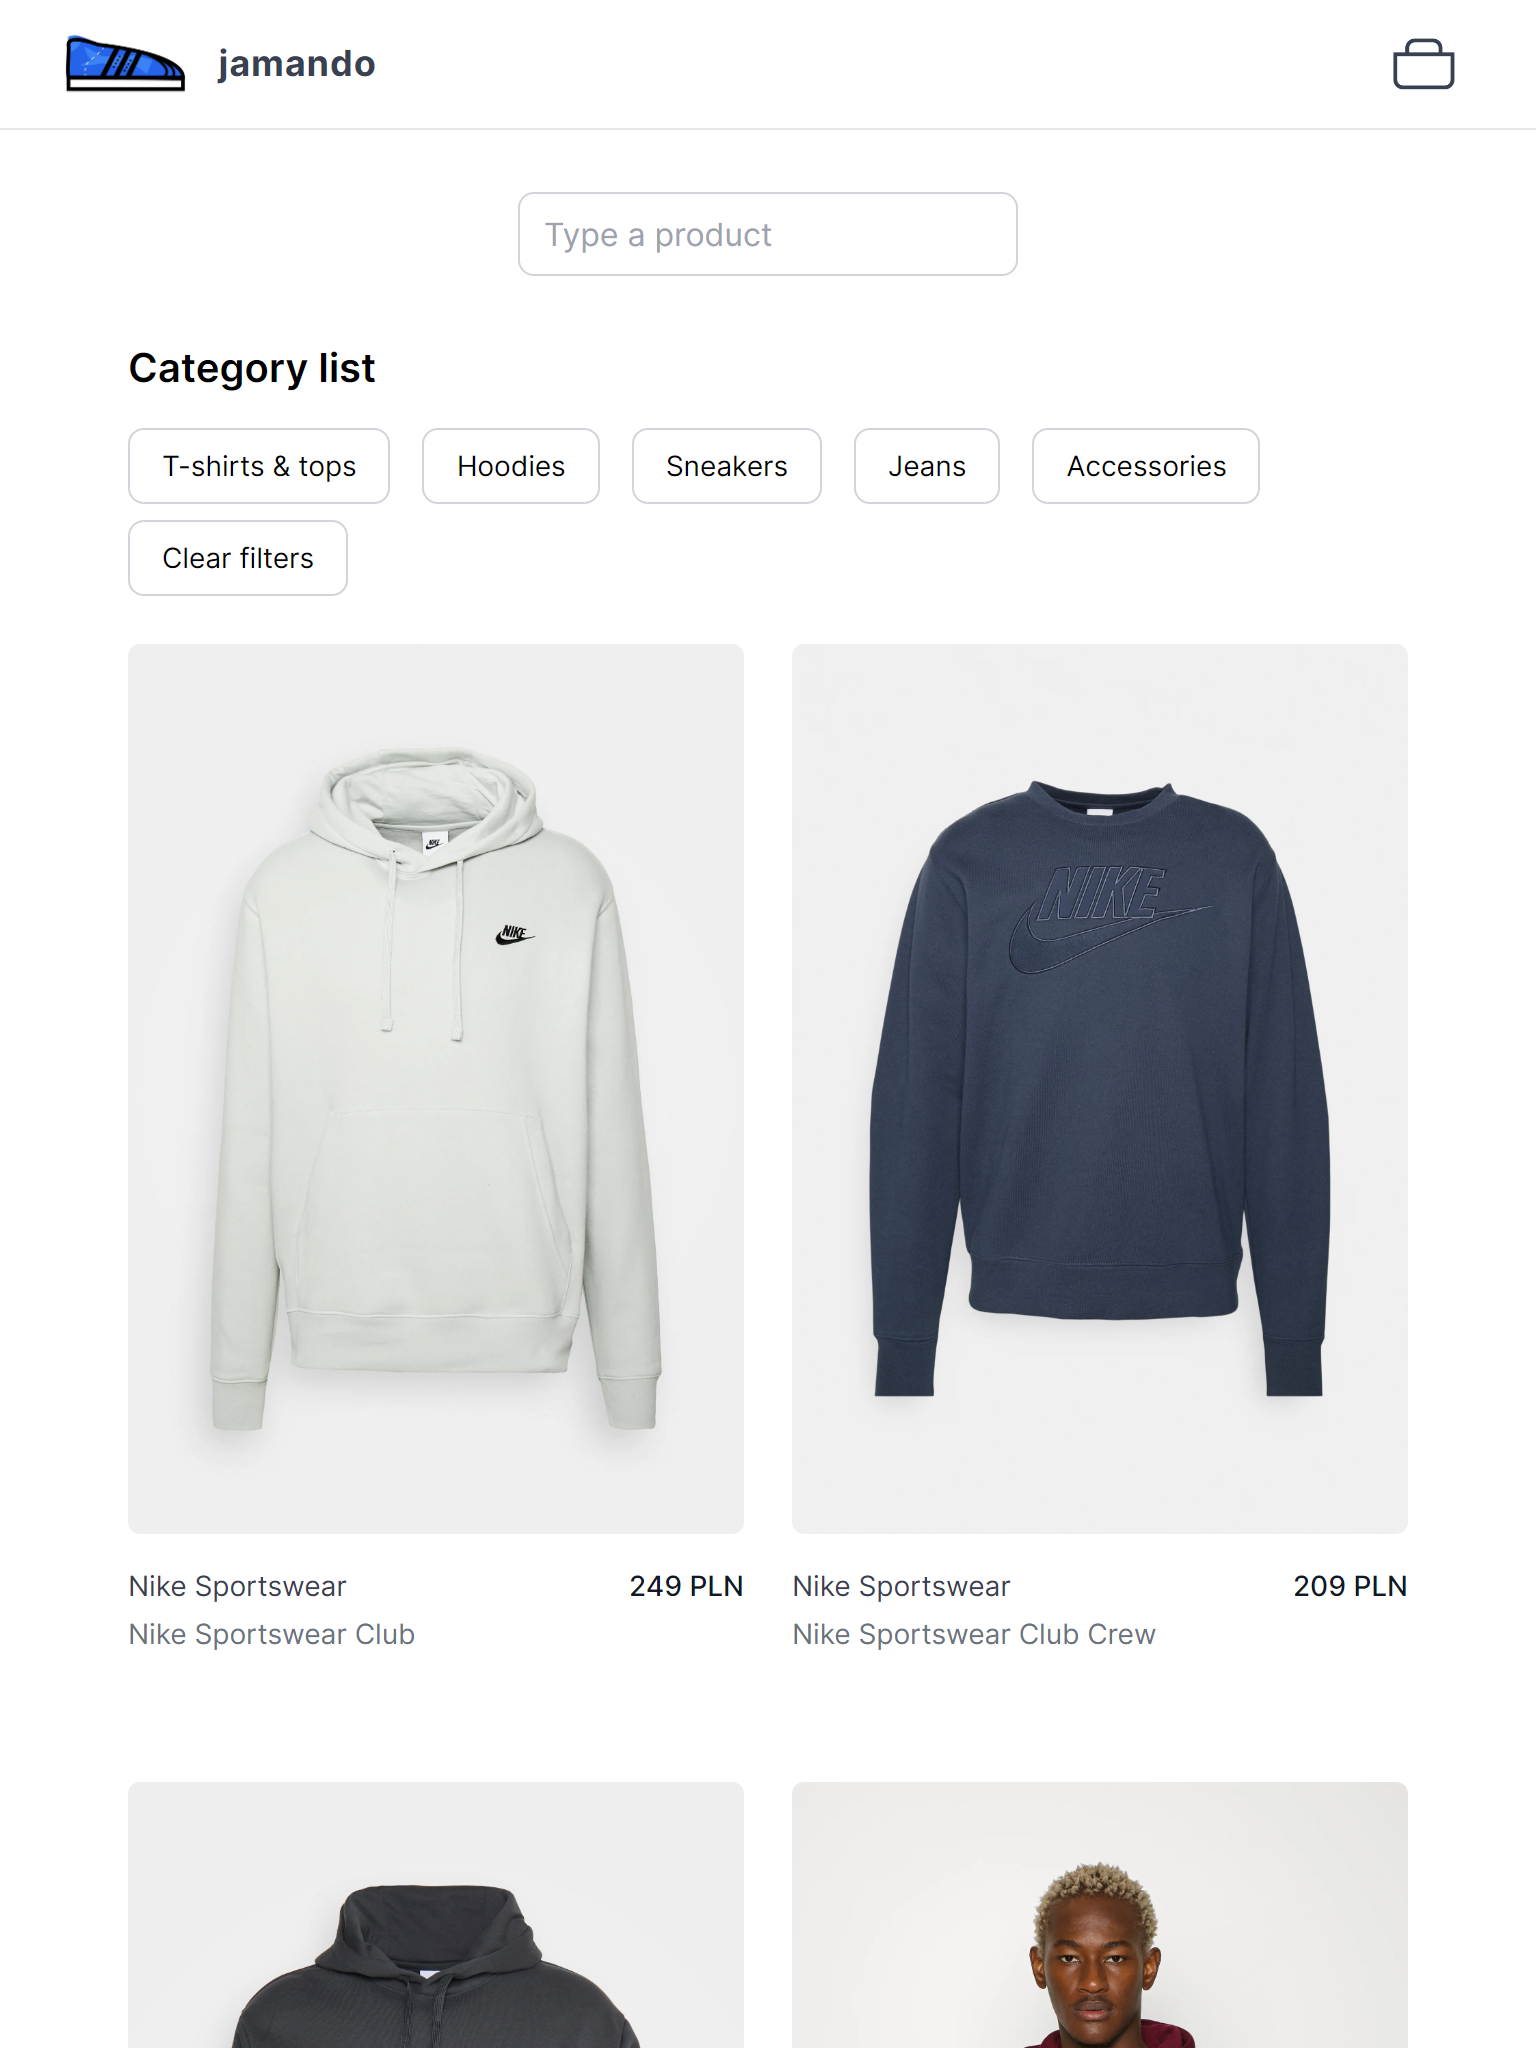 jamando
Type a product
Category list
T-shirts & tops
Hoodies
Sneakers
Jeans
Accessories
Clear filters
NIKE
NIKE
NIKE
Nike Sportswear
249 PLN
Nike Sportswear Club
Nike Sportswear
209 PLN
Nike Sportswear Club Crew